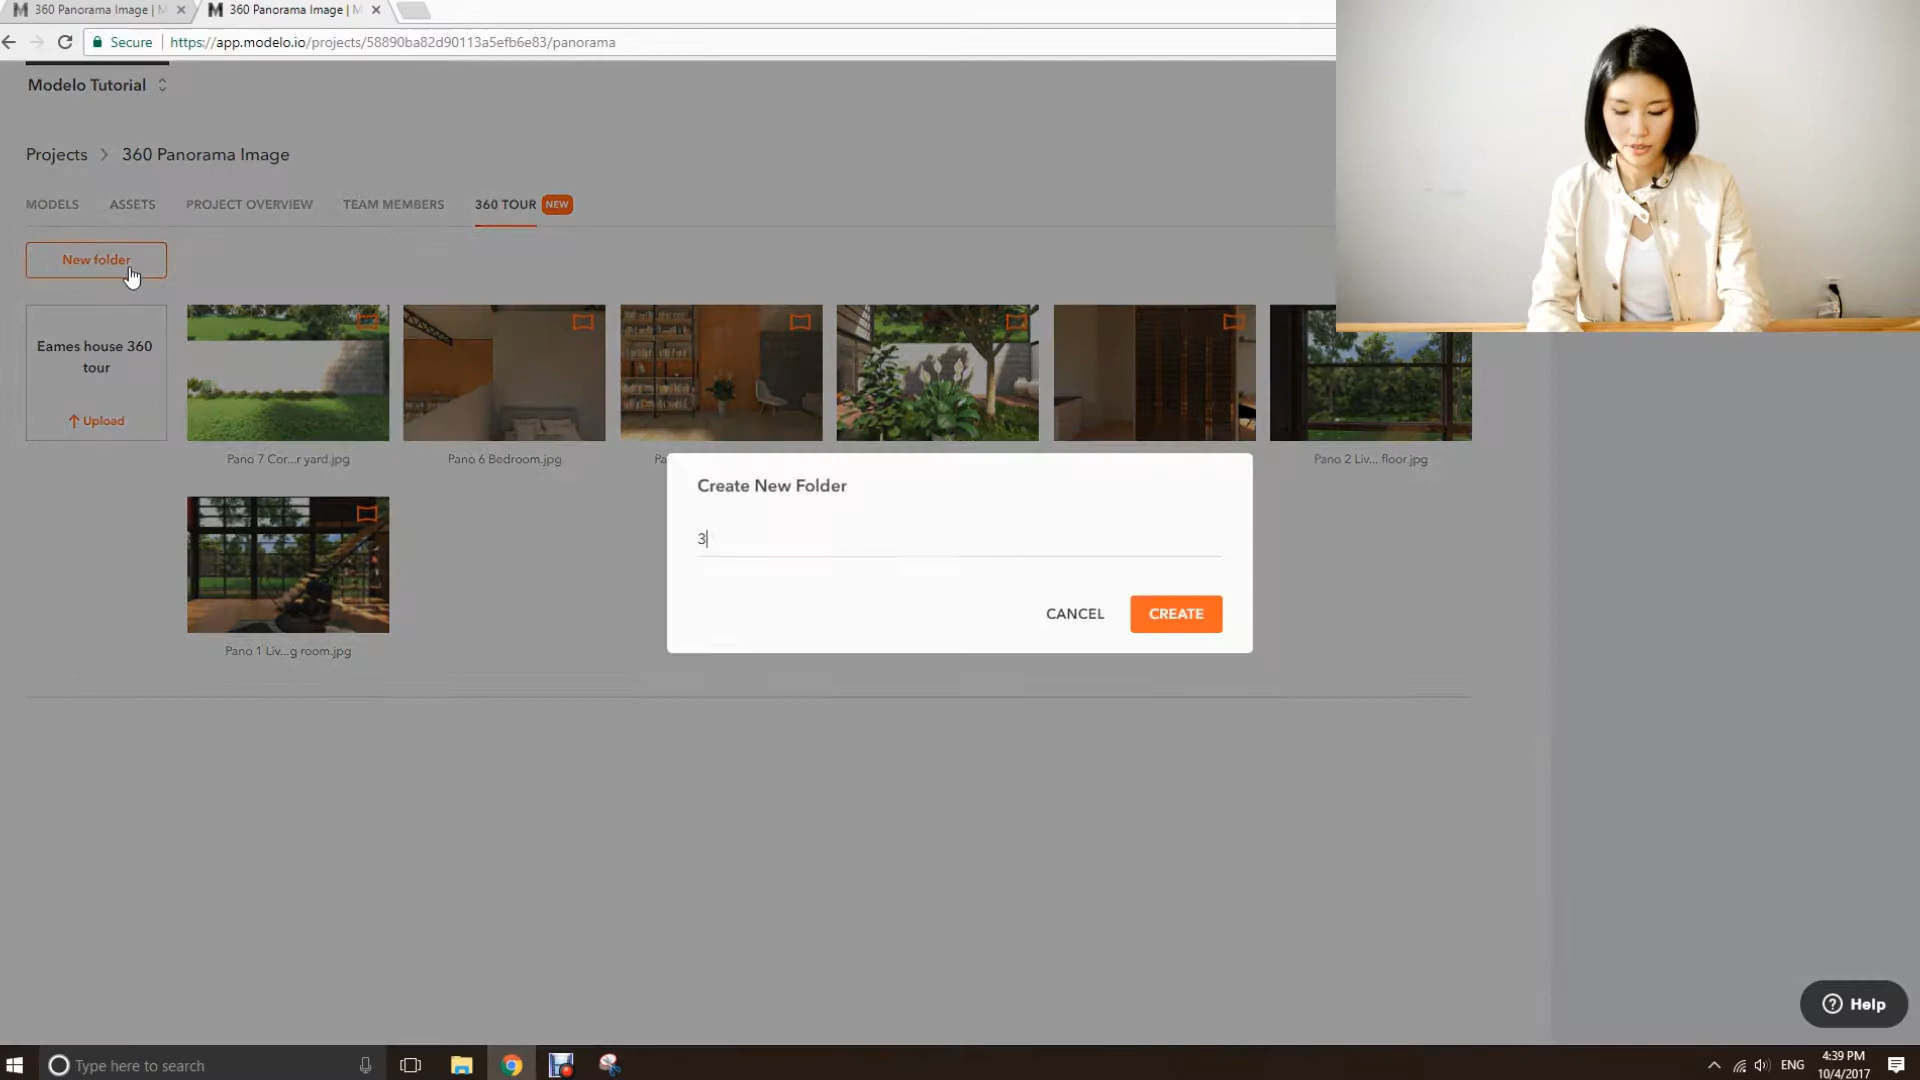 360 Panorama Image | M
360 Panorama Image | M
Secure
https://app.modelo.io/projects/58890ba82d90113a5efb6e83/panorama
Modelo Tutorial
Projects > 360 Panorama Image
MODELS
ASSETS
PROJECT OVERVIEW
TEAM MEMBERS
360 TOUR NEW
New folder
Eames house 360
tour
Upload
Pano 7 Cor...r yard.jpg
Pano 6 Bedroom.jpg
Pa
Pano 2 Liv... floor.jpg
Pano 1 Liv...g room.jpg
Create New Folder
3
CANCEL
CREATE
Help
Type here to search
ENG
4:39 PM
10/4/2017